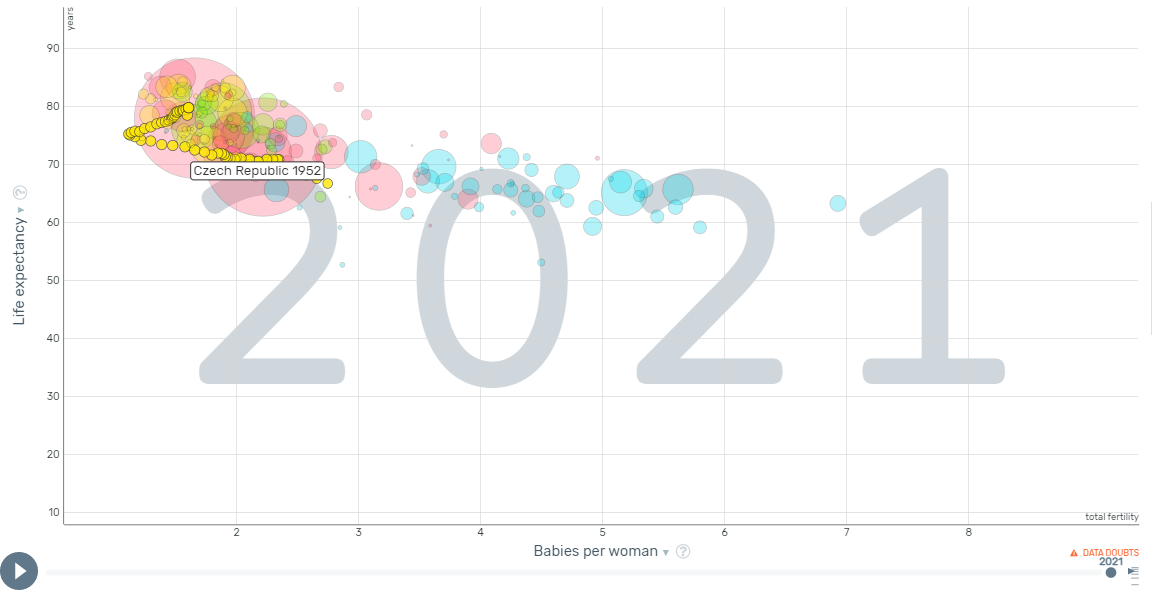 years
90
80
70
60
50
40
30
20
10
Life expectancy ▼ ?
Czech Republic 1952
2021
total fertility
2 3 4 5 6 7 8
Babies per woman ▼ ?
DATA DOUBTS
2021